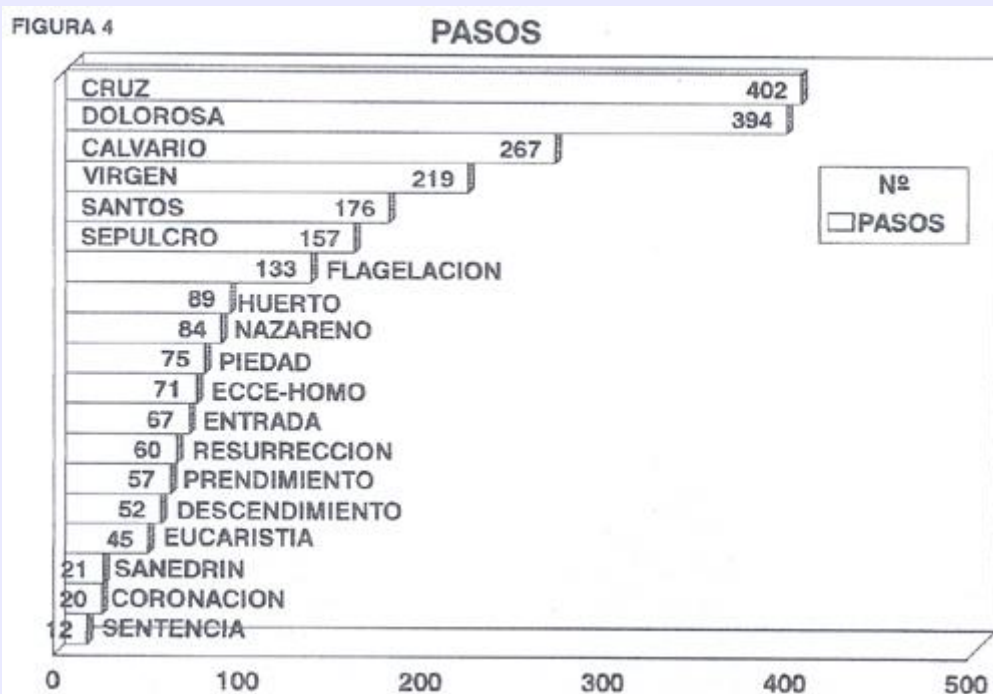 FIGURA 4
PASOS
CRUZ 402
DOLOROSA 394
CALVARIO 267
VIRGEN 219
SANTOS 176
SEPULCRO 157
133 FLAGELACION
89 HUERTO
84 NAZARENO
75 PIEDAD
71 ECCE-HOMO
67 ENTRADA
60 RESURRECCION
57 PRENDIMIENTO
52 DESCENDIMIENTO
45 EUCARISTIA
21 SANEDRIN
20 CORONACION
12 SENTENCIA
Nº
PASOS
0 100 200 300 400 500